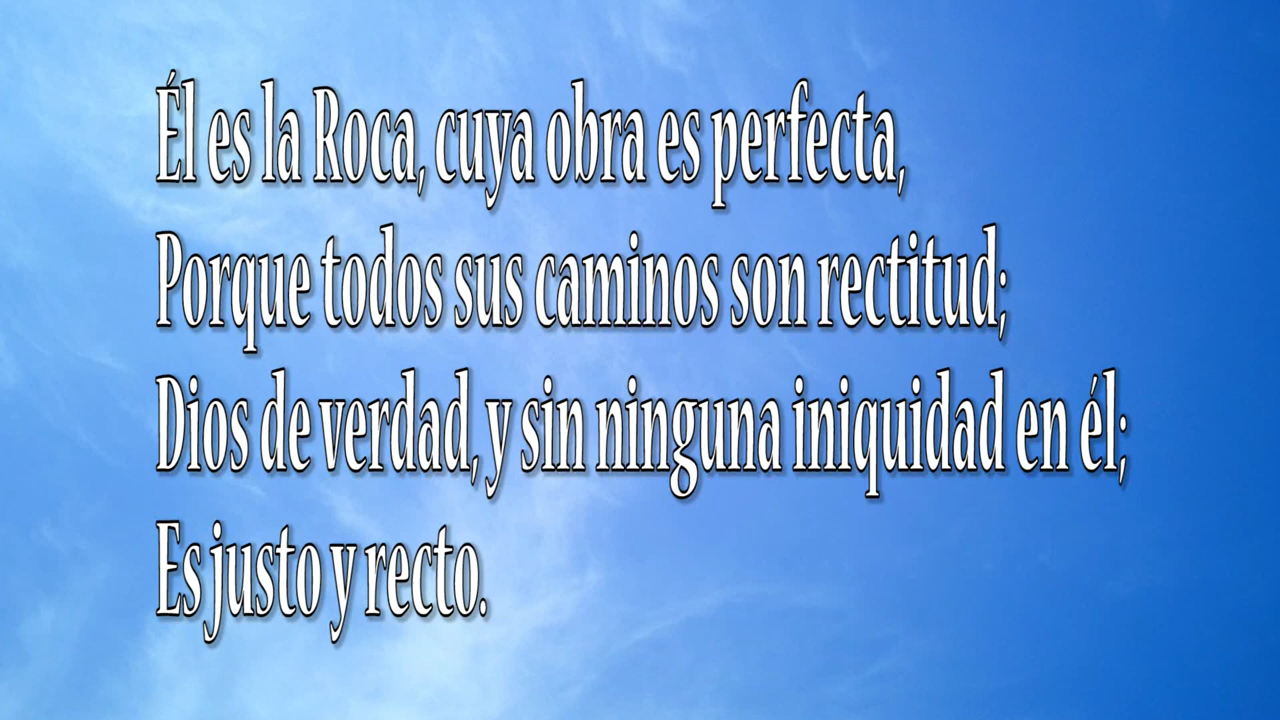 Él es la Roca, cuya obra es perfecta,
Porque todos sus caminos son rectitud;
Dios de verdad, y sin ninguna iniquidad en él;
Es justo y recto.